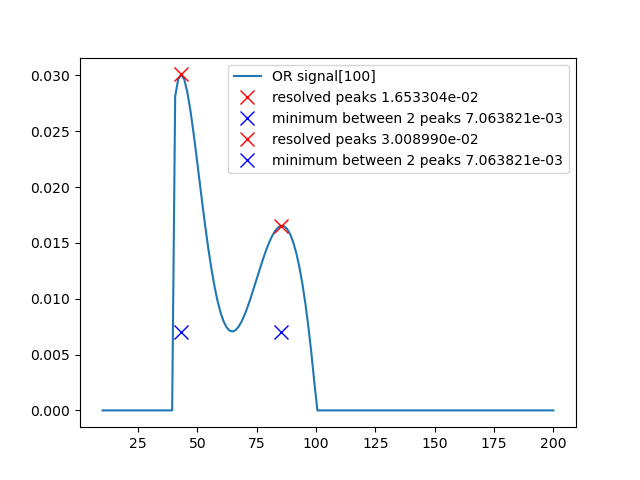 OR signal[100]
resolved peaks 1.653304e-02
minimum between 2 peaks 7.063821e-03
resolved peaks 3.008990e-02
minimum between 2 peaks 7.063821e-03
0.030
0.025
0.020
0.015
0.010
0.005
0.000
25 50 75 100 125 150 175 200